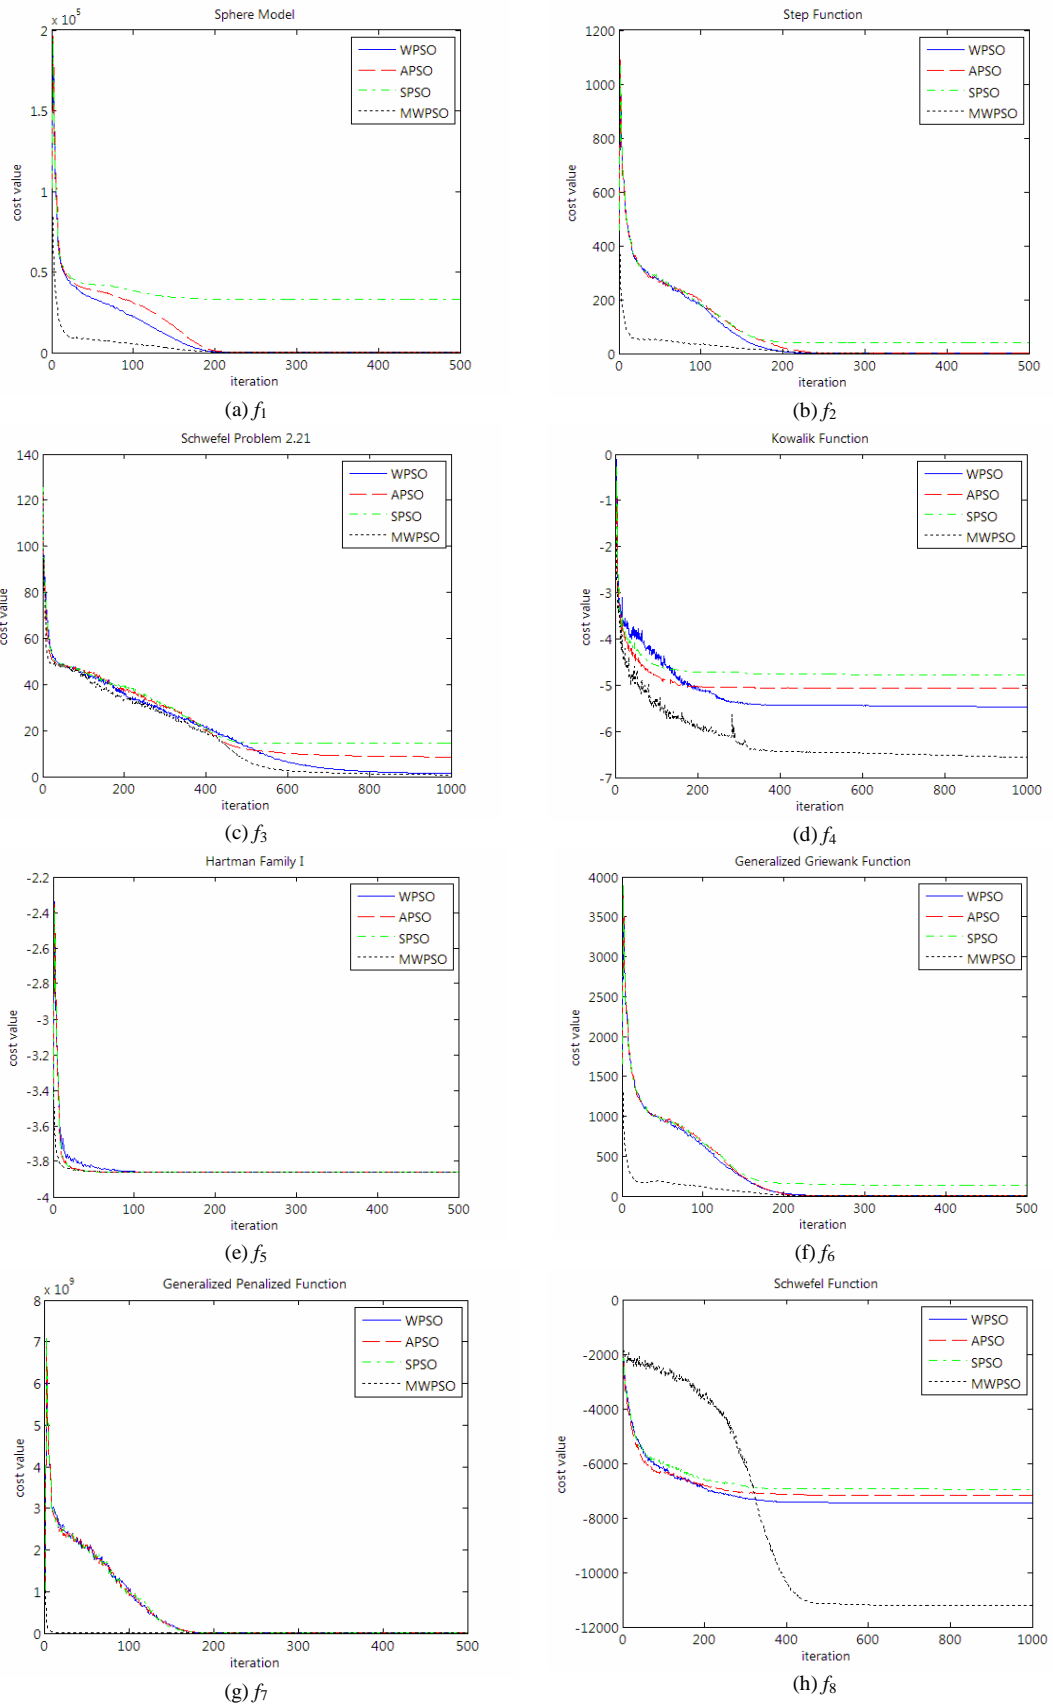 Sphere Model
x 10^5
2
1.5
1
0.5
0
0 100 200 300 400 500
cost value
iteration
WPSO
APSO
SPSO
MWPSO
(a) f1
Step Function
1200
1000
800
600
400
200
0
0 100 200 300 400 500
cost value
iteration
WPSO
APSO
SPSO
MWPSO
(b) f2
Schwefel Problem 2.21
140
120
100
80
60
40
20
0
0 200 400 600 800 1000
cost value
iteration
WPSO
APSO
SPSO
MWPSO
(c) f3
Kowalik Function
0
-1
-2
-3
-4
-5
-6
-7
0 200 400 600 800 1000
cost value
iteration
WPSO
APSO
SPSO
MWPSO
(d) f4
Hartman Family I
-2.2
-2.4
-2.6
-2.8
-3
-3.2
-3.4
-3.6
-3.8
-4
0 100 200 300 400 500
cost value
iteration
WPSO
APSO
SPSO
MWPSO
(e) f5
Generalized Griewank Function
4000
3500
3000
2500
2000
1500
1000
500
0
0 100 200 300 400 500
cost value
iteration
WPSO
APSO
SPSO
MWPSO
(f) f6
Generalized Penalized Function
x 10^9
8
7
6
5
4
3
2
1
0
0 100 200 300 400 500
cost value
iteration
WPSO
APSO
SPSO
MWPSO
(g) f7
Schwefel Function
0
-2000
-4000
-6000
-8000
-10000
-12000
0 200 400 600 800 1000
cost value
iteration
WPSO
APSO
SPSO
MWPSO
(h) f8